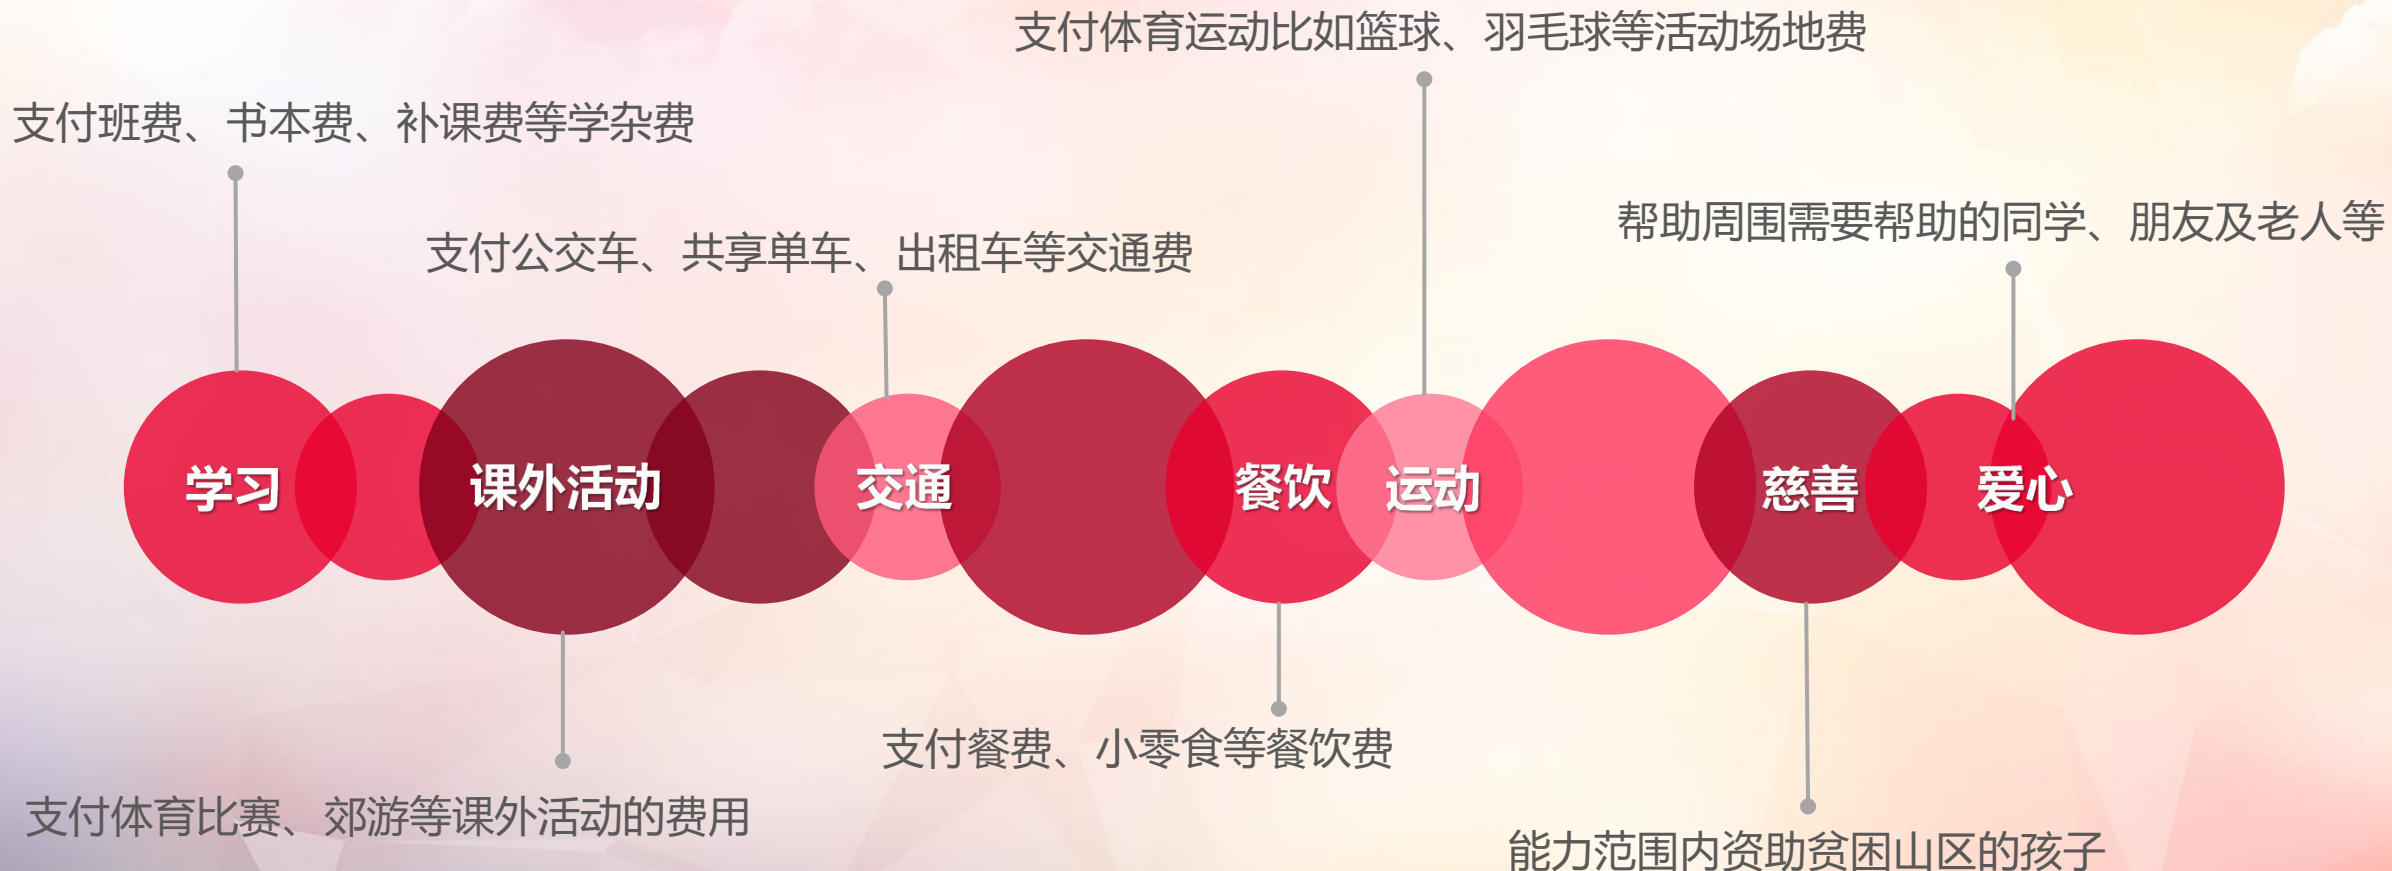 支付体育运动比如篮球、羽毛球等活动场地费
支付班费、书本费、补课费等学杂费
帮助周围需要帮助的同学、朋友及老人等
支付公交车、共享单车、出租车等交通费
学习
课外活动
交通
餐饮
运动
慈善
爱心
支付餐费、小零食等餐饮费
支付体育比赛、郊游等课外活动的费用
能力范围内资助贫困山区的孩子